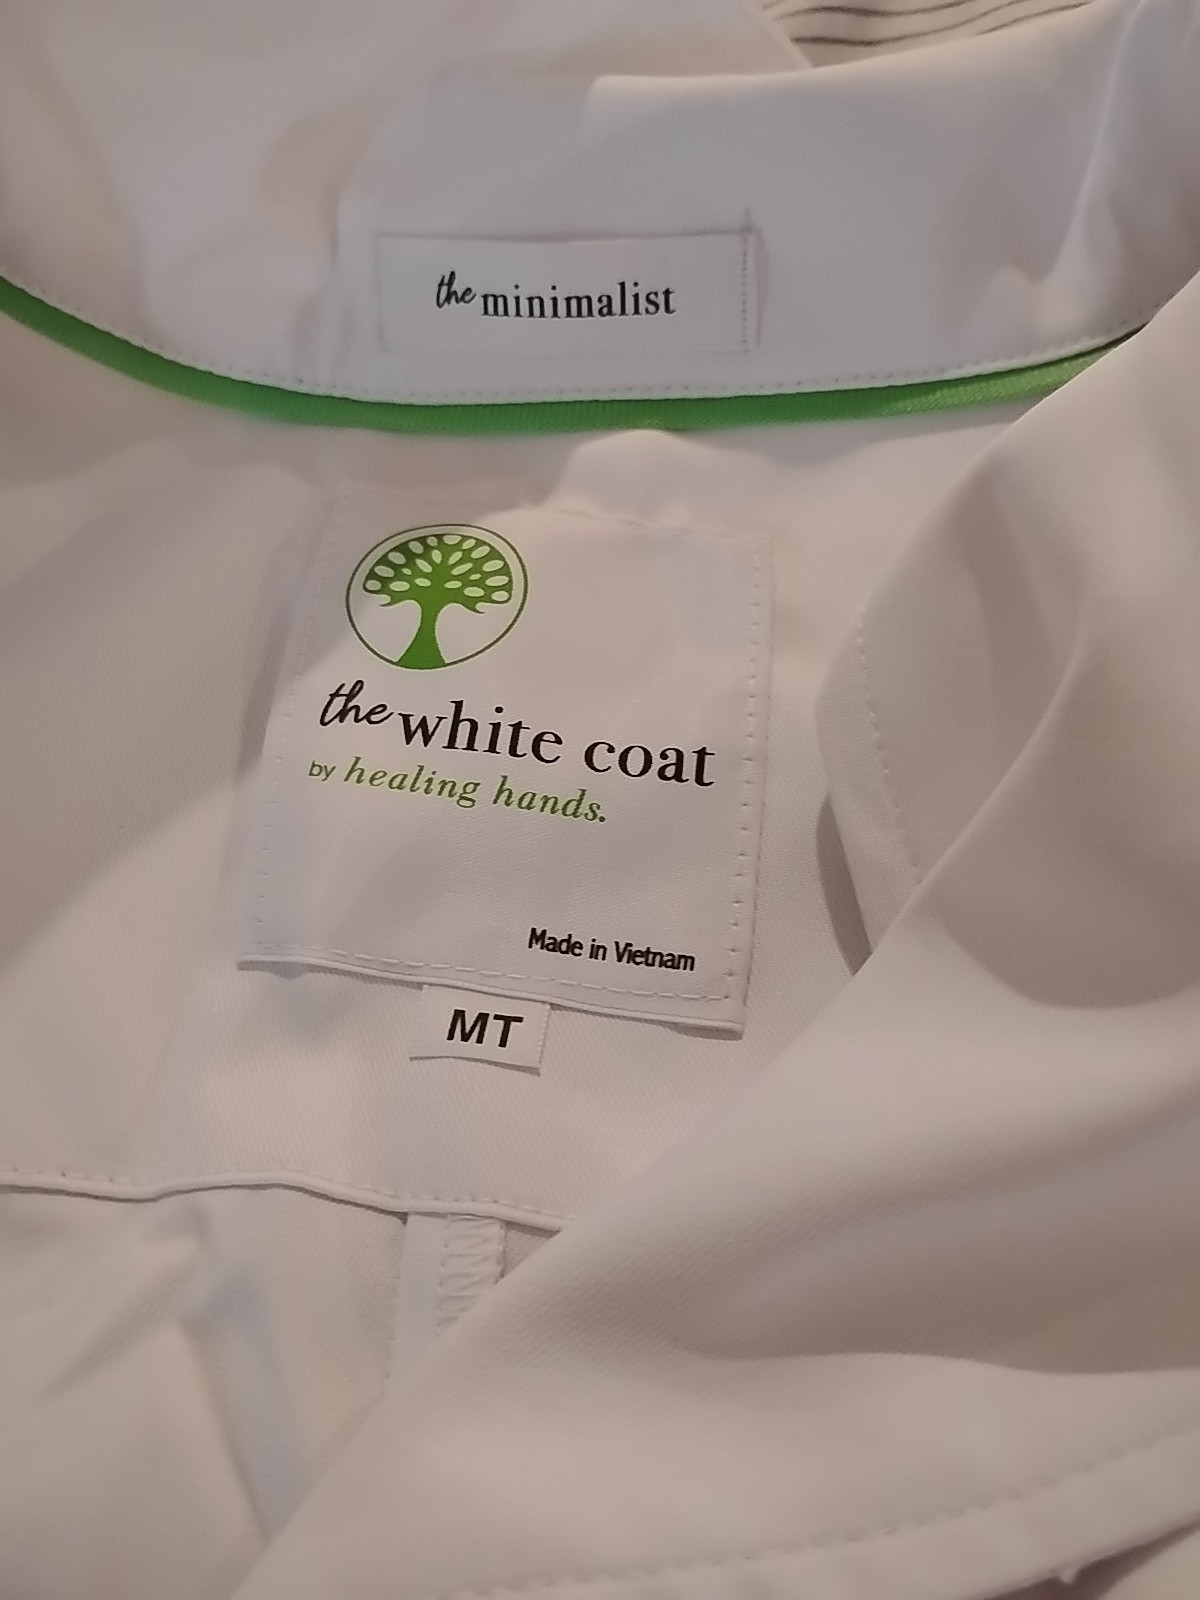 the minimalist
the white coat
by healing hands.
Made in Vietnam
MT